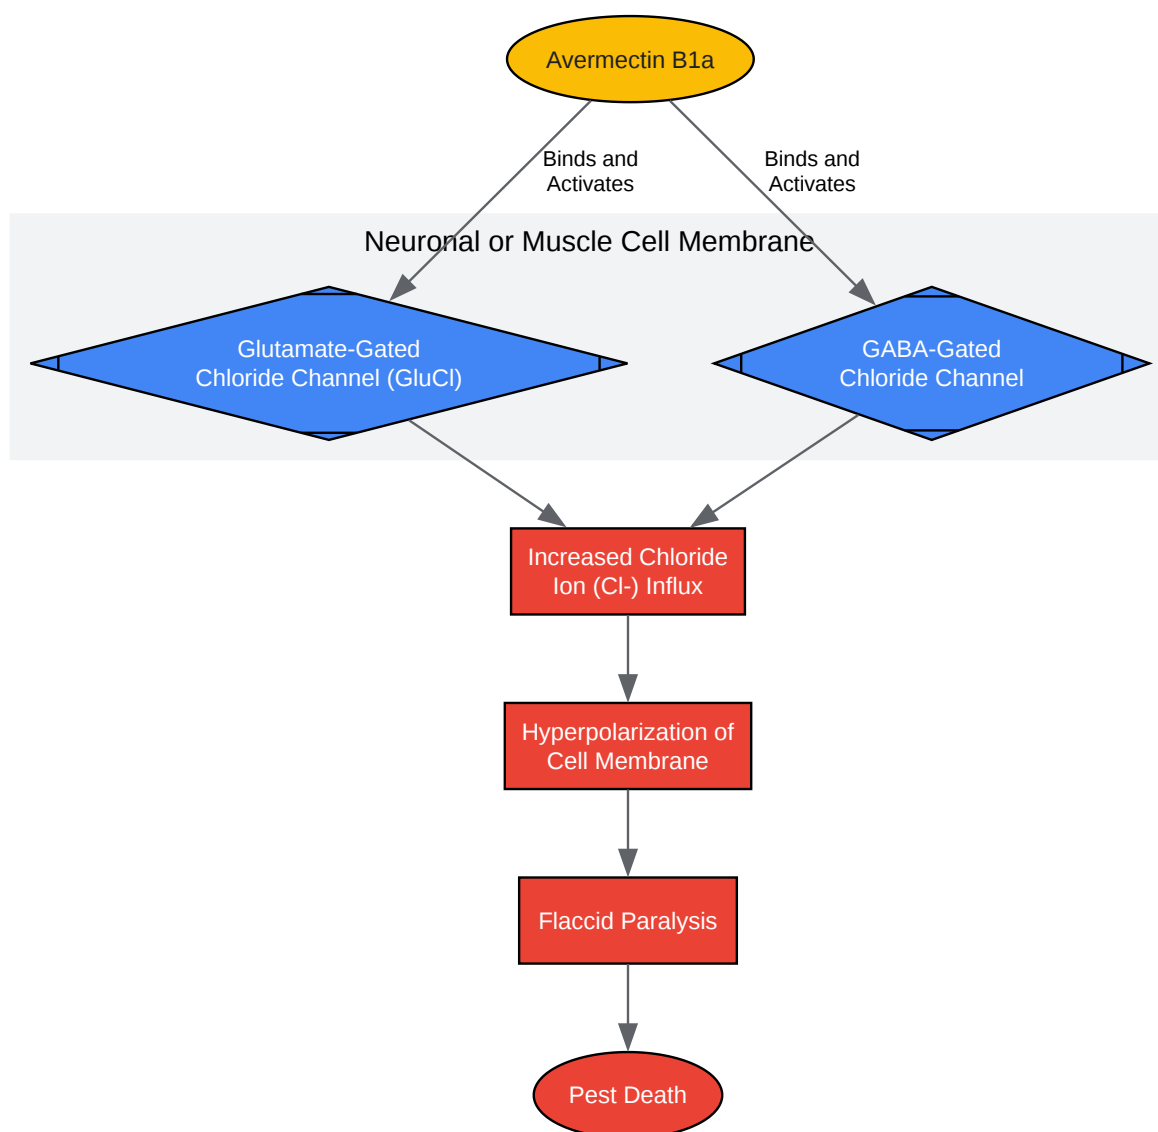 Avermectin B1a
Binds and
Activates
Binds and
Activates
Neuronal or Muscle Cell Membrane
Glutamate-Gated
Chloride Channel (GluCl)
GABA-Gated
Chloride Channel
Increased Chloride
Ion (Cl-) Influx
Hyperpolarization of
Cell Membrane
Flaccid Paralysis
Pest Death